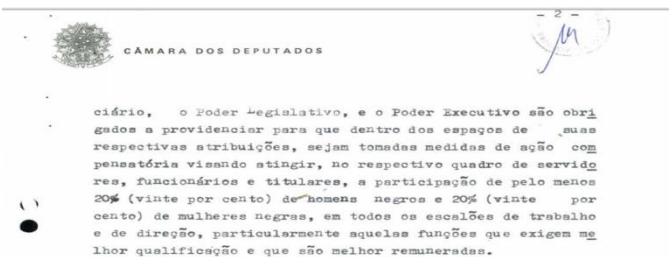 - 2 -
CÂMARA DOS DEPUTADOS
ciário, o Poder Legislativo, e o Poder Executivo são obri
gados a providenciar para que dentro dos espaços de suas
respectivas atribuições, sejam tomadas medidas de ação com
pensatória visando atingir, no respectivo quadro de servido
res, funcionários e titulares, a participação de pelo menos
20% (vinte por cento) de homens negros e 20% (vinte por
cento) de mulheres negras, em todos os escalões de trabalho
e de direção, particularmente aquelas funções que exigem me
lhor qualificação e que são melhor remuneradas.